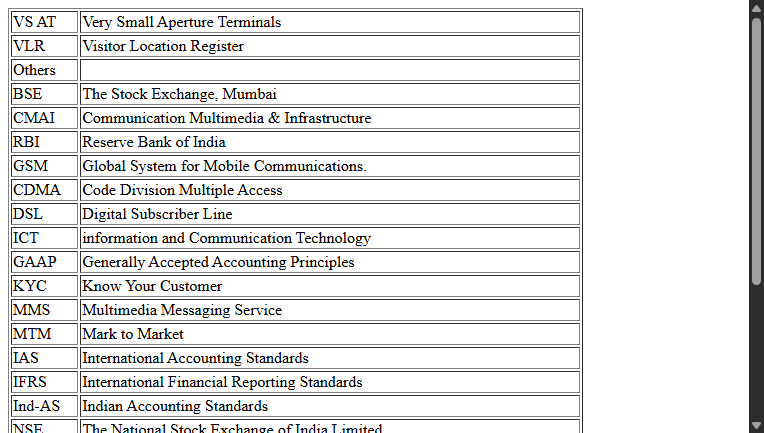 VS AT Very Small Aperture Terminals
VLR Visitor Location Register
Others
BSE The Stock Exchange, Mumbai
CMAI Communication Multimedia & Infrastructure
RBI Reserve Bank of India
GSM Global System for Mobile Communications.
CDMA Code Division Multiple Access
DSL Digital Subscriber Line
ICT information and Communication Technology
GAAP Generally Accepted Accounting Principles
KYC Know Your Customer
MMS Multimedia Messaging Service
MTM Mark to Market
IAS International Accounting Standards
IFRS International Financial Reporting Standards
Ind-AS Indian Accounting Standards
NSE The National Stock Exchange of India Limited